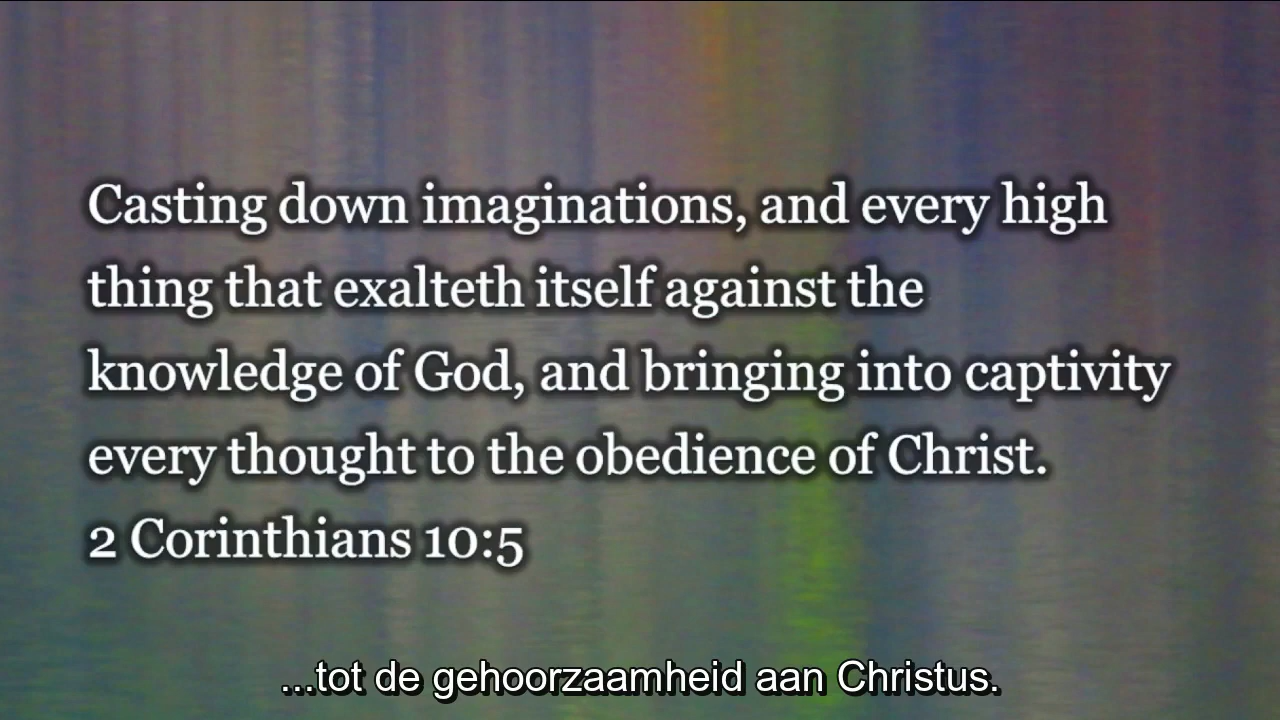 Casting down imaginations, and every high
thing that exalteth itself against the
knowledge of God, and bringing into captivity
every thought to the obedience of Christ.
2 Corinthians 10:5
...tot de gehoorzaamheid aan Christus.